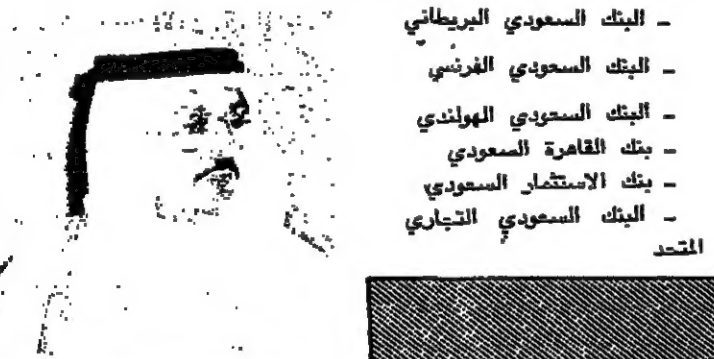 - البنك السعودي البريطاني
- البنك السعودي الفرنسي
- البنك السعودي الهولندي
- بنك القاهرة السعودي
- بنك الاستثمار السعودي
- البنك السعودي التجاري
المتحد